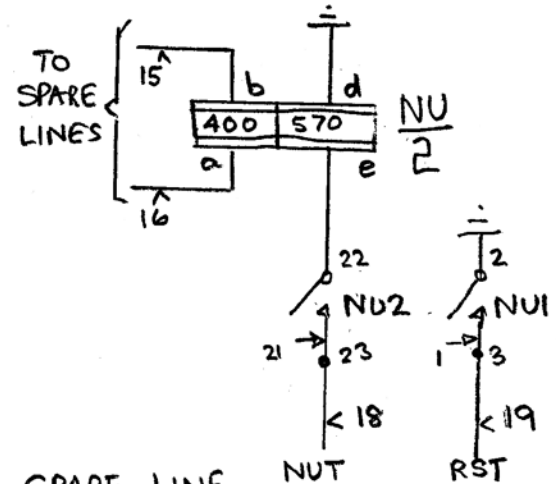 TO
SPARE
LINES
15
16
b
d
400
570
a
e
NU
2
22
NU2
21
23
18
NUT
2
NU1
1
3
19
RST
SPARE LINE